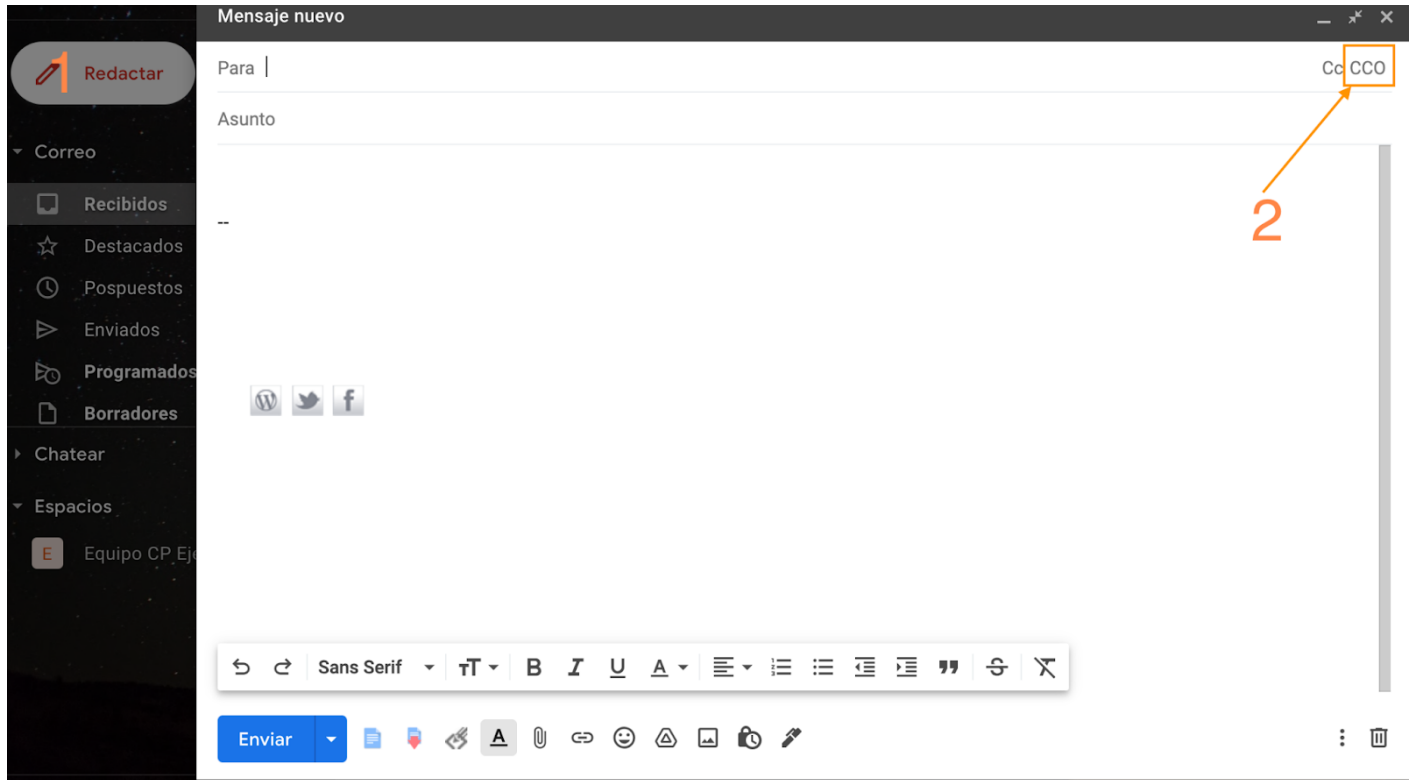 Mensaje nuevo
1 Redactar
Para
Cc CCO
Asunto
Correo
Recibidos
2
--
Destacados
Pospuestos
Enviados
Programados
Borradores
Chatear
Espacios
E Equipo CP Eje
Sans Serif
Enviar